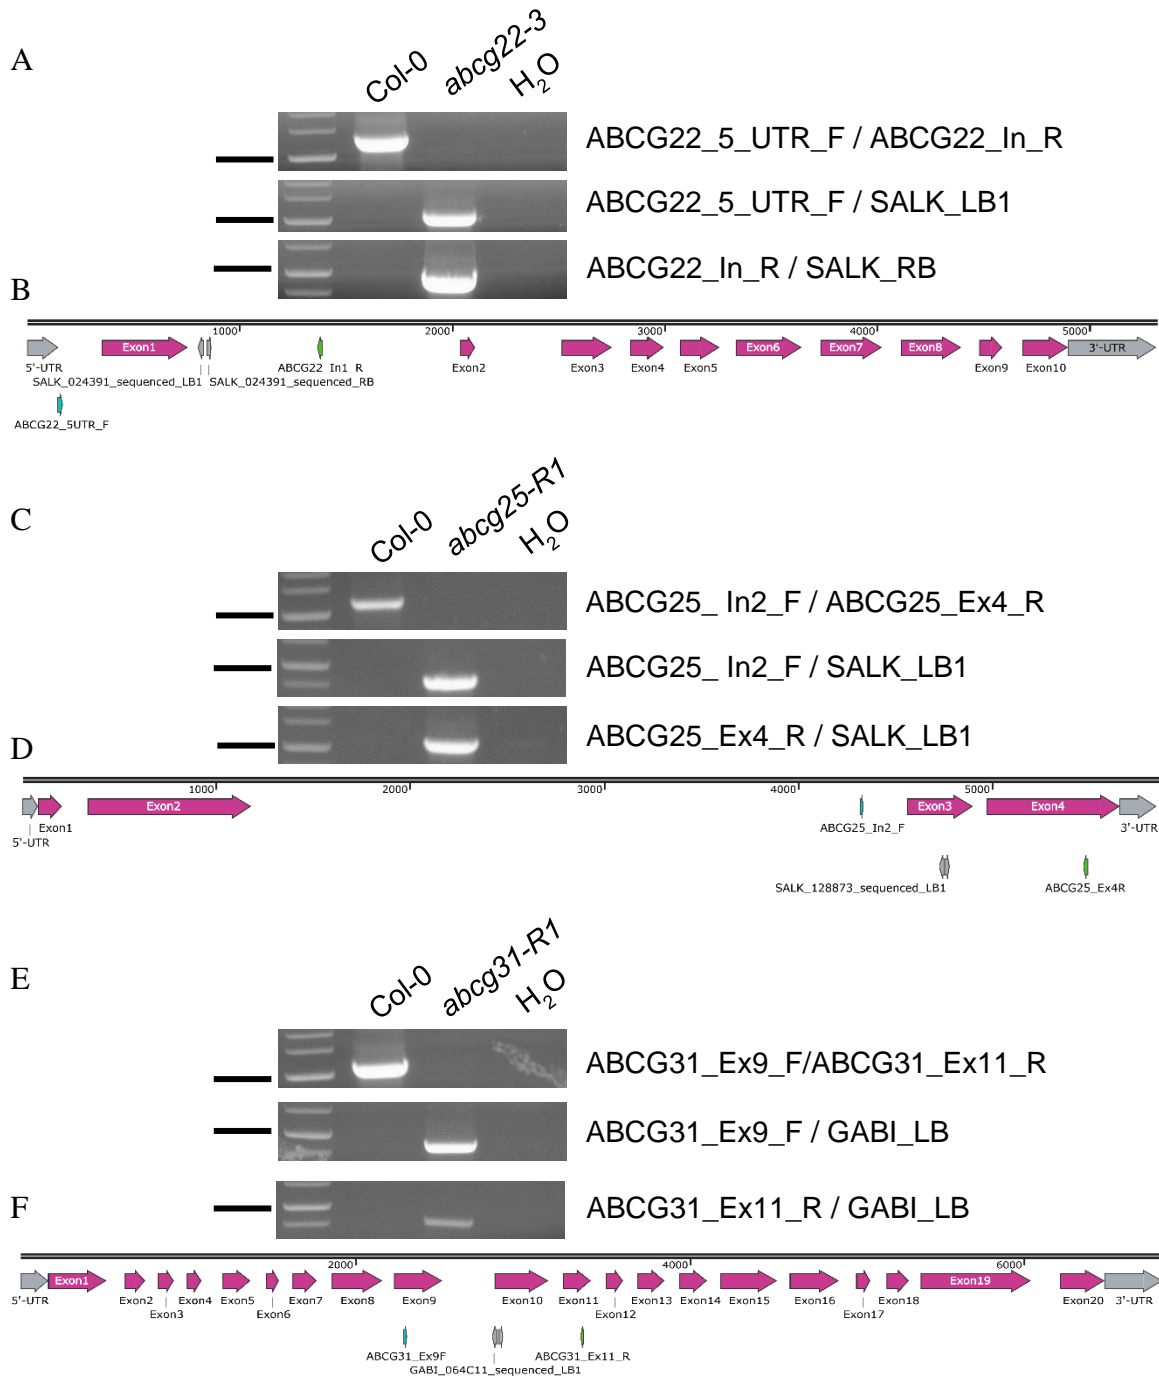 A
Col-0
abcg22-3
H2O
ABCG22_5_UTR_F / ABCG22_In_R
ABCG22_5_UTR_F / SALK_LB1
ABCG22_In_R / SALK_RB
B
1000 2000 3000 4000 5000
5'-UTR Exon1 ABCG22_In1_R Exon2 Exon3 Exon4 Exon5 Exon6 Exon7 Exon8 Exon9 Exon10 3'-UTR
SALK_024391_sequenced_LB1 SALK_024391_sequenced_RB
ABCG22_5UTR_F
C
Col-0
abcg25-R1
H2O
ABCG25_ In2_F / ABCG25_Ex4_R
ABCG25_ In2_F / SALK_LB1
ABCG25_Ex4_R / SALK_LB1
D
1000 2000 3000 4000 5000
5'-UTR Exon1 Exon2 ABCG25_In2_F Exon3 Exon4 3'-UTR
SALK_128873_sequenced_LB1 ABCG25_Ex4R
E
Col-0
abcg31-R1
H2O
ABCG31_Ex9_F/ABCG31_Ex11_R
ABCG31_Ex9_F / GABI_LB
ABCG31_Ex11_R / GABI_LB
F
2000 4000 6000
5'-UTR Exon1 Exon2 Exon3 Exon4 Exon5 Exon6 Exon7 Exon8 Exon9 Exon10 Exon11 Exon12 Exon13 Exon14 Exon15 Exon16 Exon17 Exon18 Exon19 Exon20 3'-UTR
ABCG31_Ex9F ABCG31_Ex11_R
GABI_064C11_sequenced_LB1